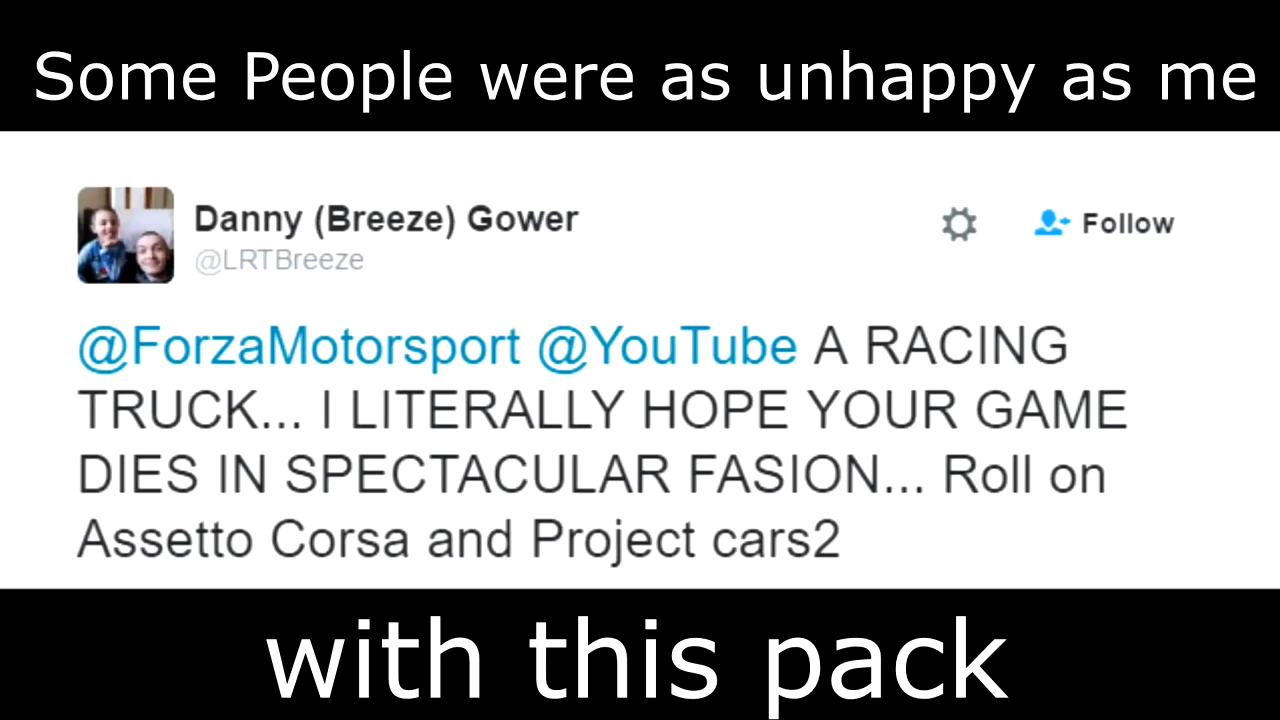 Some People were as unhappy as me
Danny (Breeze) Gower
@LRTBreeze
Follow
@ForzaMotorsport @YouTube A RACING
TRUCK... I LITERALLY HOPE YOUR GAME
DIES IN SPECTACULAR FASION... Roll on
Assetto Corsa and Project cars2
with this pack